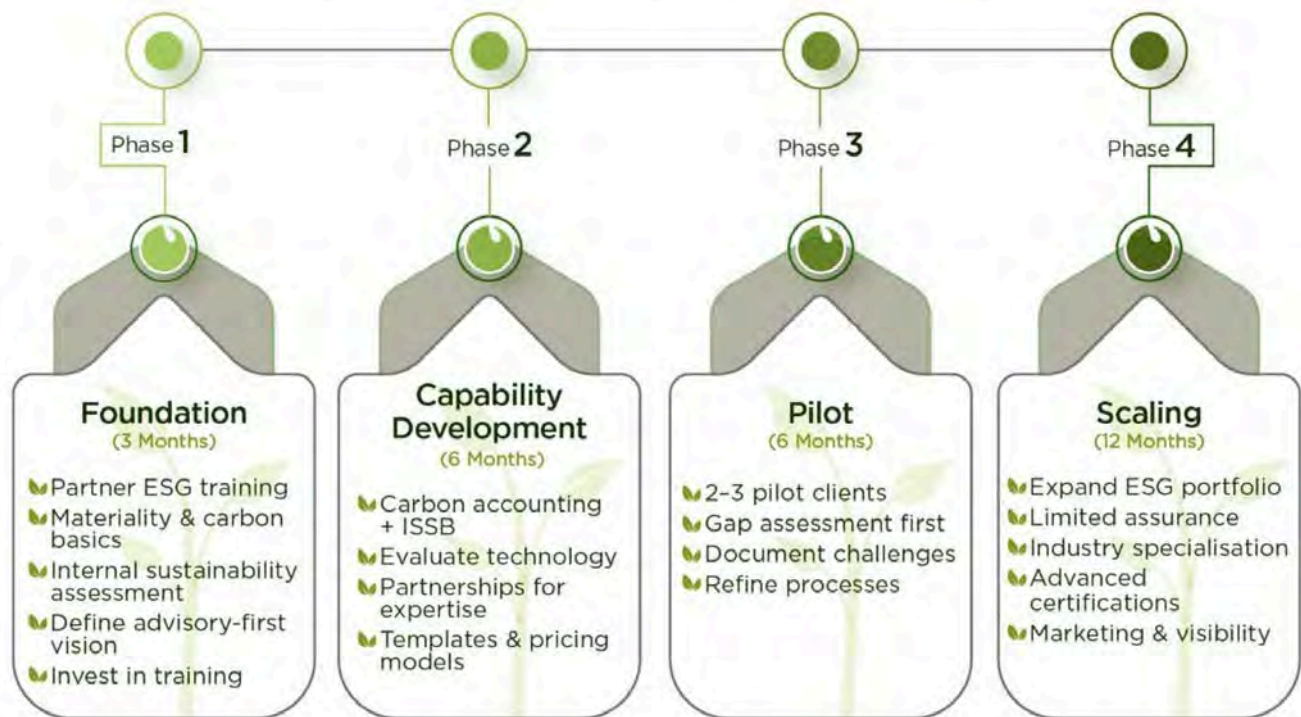 Phase 1
Phase 2
Phase 3
Phase 4
Foundation
(3 Months)
Partner ESG training
Materiality & carbon
basics
Internal sustainability
assessment
Define advisory-first
vision
Invest in training
Capability
Development
(6 Months)
Carbon accounting
+ ISSB
Evaluate technology
Partnerships for
expertise
Templates & pricing
models
Pilot
(6 Months)
2–3 pilot clients
Gap assessment first
Document challenges
Refine processes
Scaling
(12 Months)
Expand ESG portfolio
Limited assurance
Industry specialisation
Advanced
certifications
Marketing & visibility